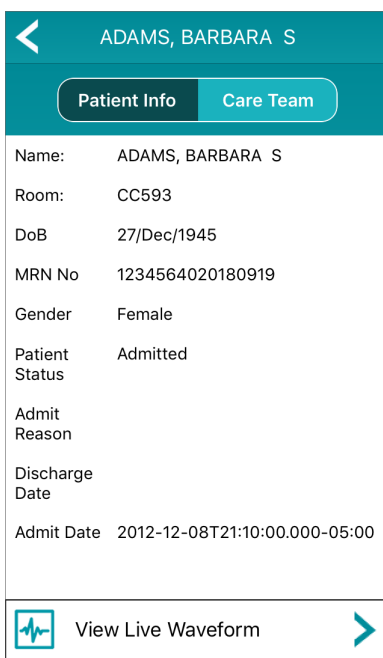 ADAMS, BARBARA S
Patient Info Care Team
Name: ADAMS, BARBARA S
Room: CC593
DoB 27/Dec/1945
MRN No 1234564020180919
Gender Female
Patient Status Admitted
Admit Reason
Discharge Date
Admit Date 2012-12-08T21:10:00.000-05:00
View Live Waveform